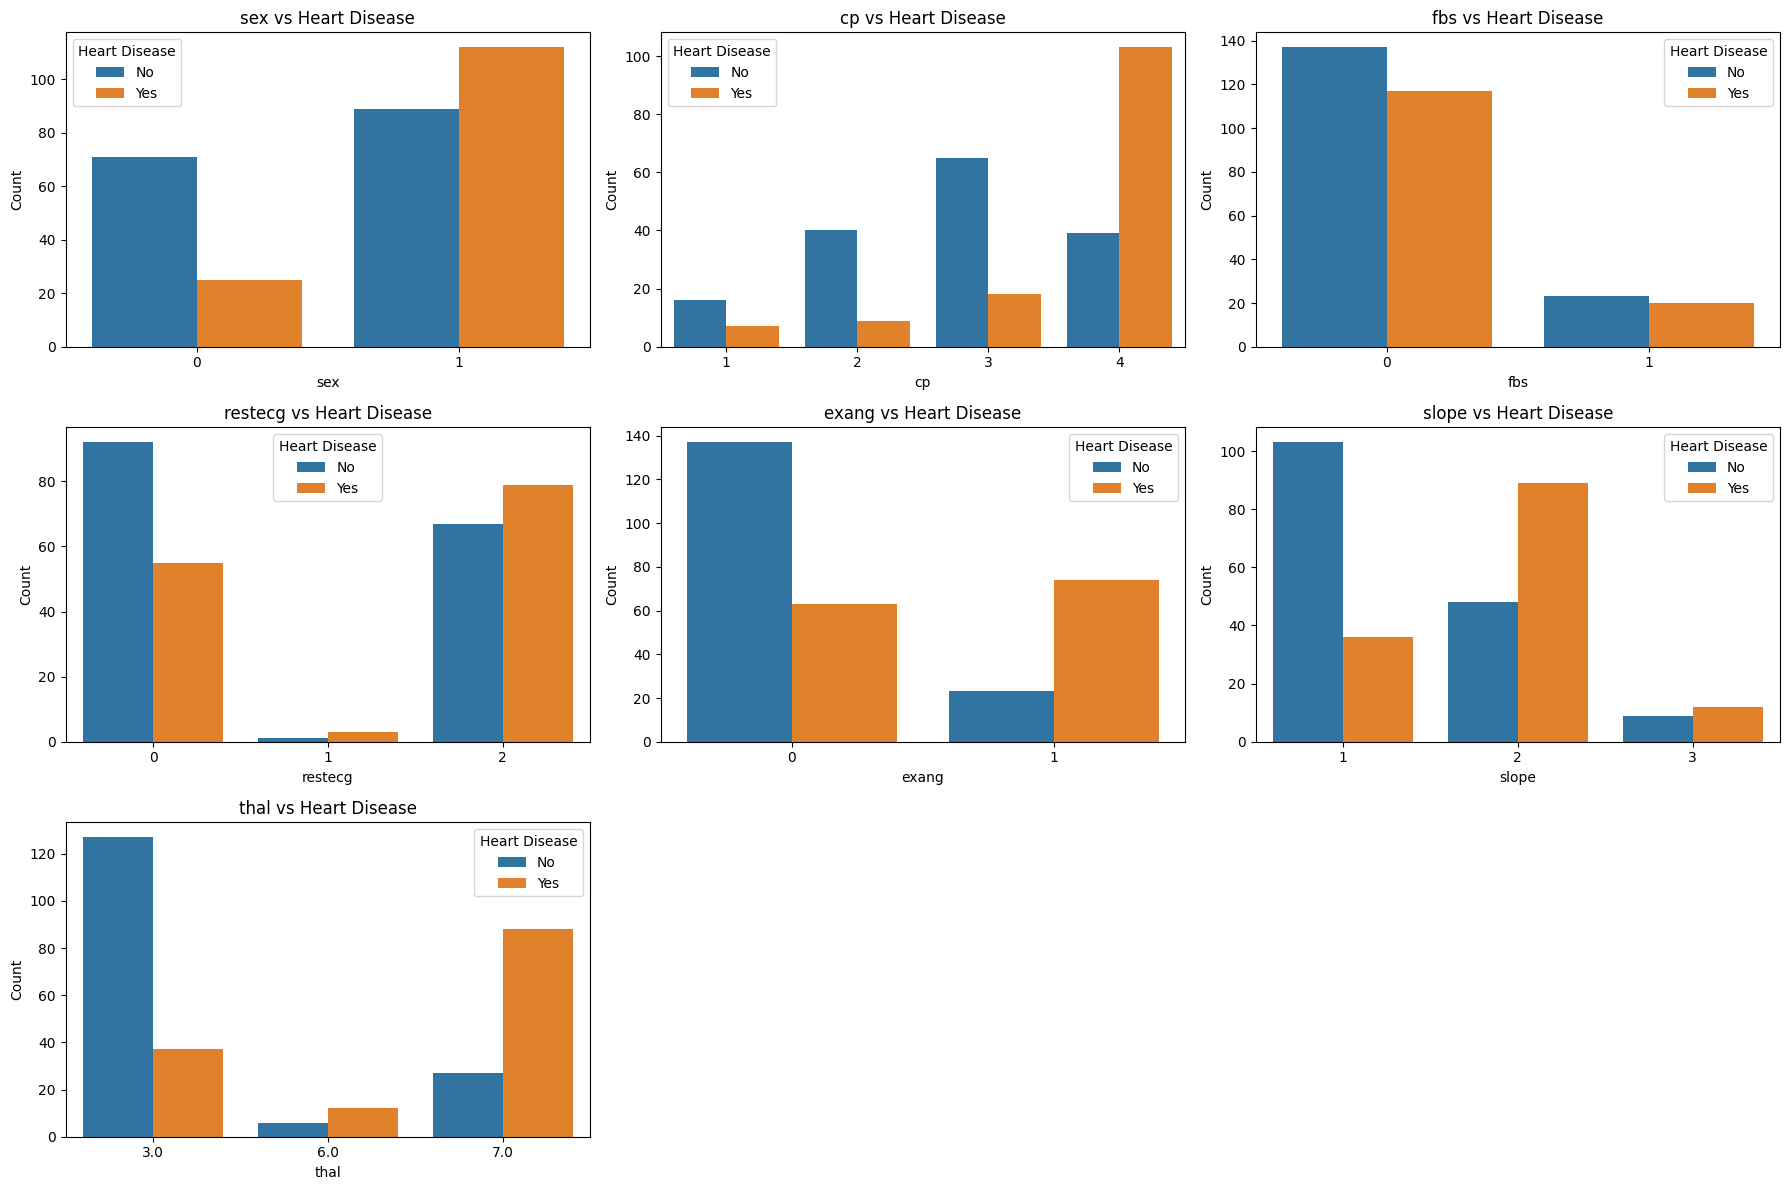 sex vs Heart Disease
Heart Disease
No
Yes
100
80
60
40
20
0
Count
0 1
sex
cp vs Heart Disease
Heart Disease
No
Yes
100
80
60
40
20
0
Count
1 2 3 4
cp
fbs vs Heart Disease
Heart Disease
No
Yes
140
120
100
80
60
40
20
0
Count
0 1
fbs
restecg vs Heart Disease
Heart Disease
No
Yes
80
60
40
20
0
Count
0 1 2
restecg
exang vs Heart Disease
Heart Disease
No
Yes
140
120
100
80
60
40
20
0
Count
0 1
exang
slope vs Heart Disease
Heart Disease
No
Yes
100
80
60
40
20
0
Count
1 2 3
slope
thal vs Heart Disease
Heart Disease
No
Yes
120
100
80
60
40
20
0
Count
3.0 6.0 7.0
thal